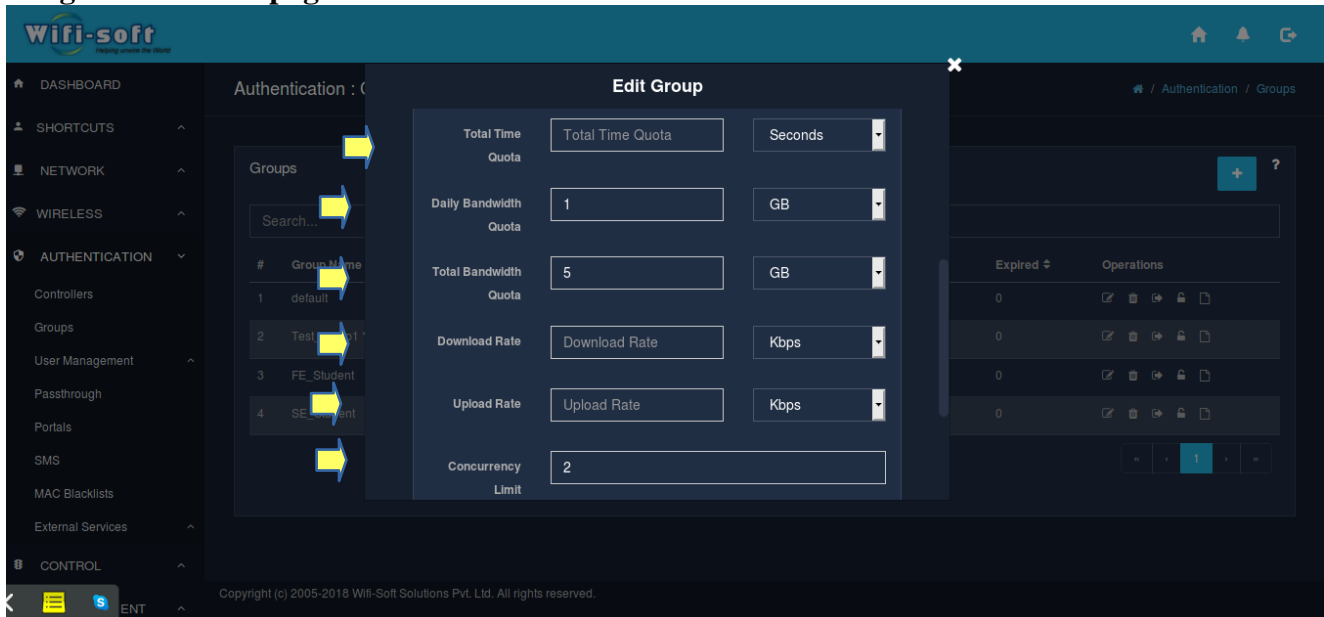 Wifi-soft
Helping unwire the World
DASHBOARD
SHORTCUTS
NETWORK
WIRELESS
AUTHENTICATION
Controllers
Groups
User Management
Passthrough
Portals
SMS
MAC Blacklists
External Services
CONTROL
ENT
Authentication :
/ Authentication / Groups
Groups
+ ?
Search...
# Group Name Expired Operations
1 default 0
2 0
3 FE_Student 0
4 0
« ‹ 1 › »
Edit Group
Total Time Quota Total Time Quota Seconds
Daily Bandwidth Quota 1 GB
Total Bandwidth Quota 5 GB
Download Rate Download Rate Kbps
Upload Rate Upload Rate Kbps
Concurrency Limit 2
Copyright (c) 2005-2018 Wifi-Soft Solutions Pvt. Ltd. All rights reserved.